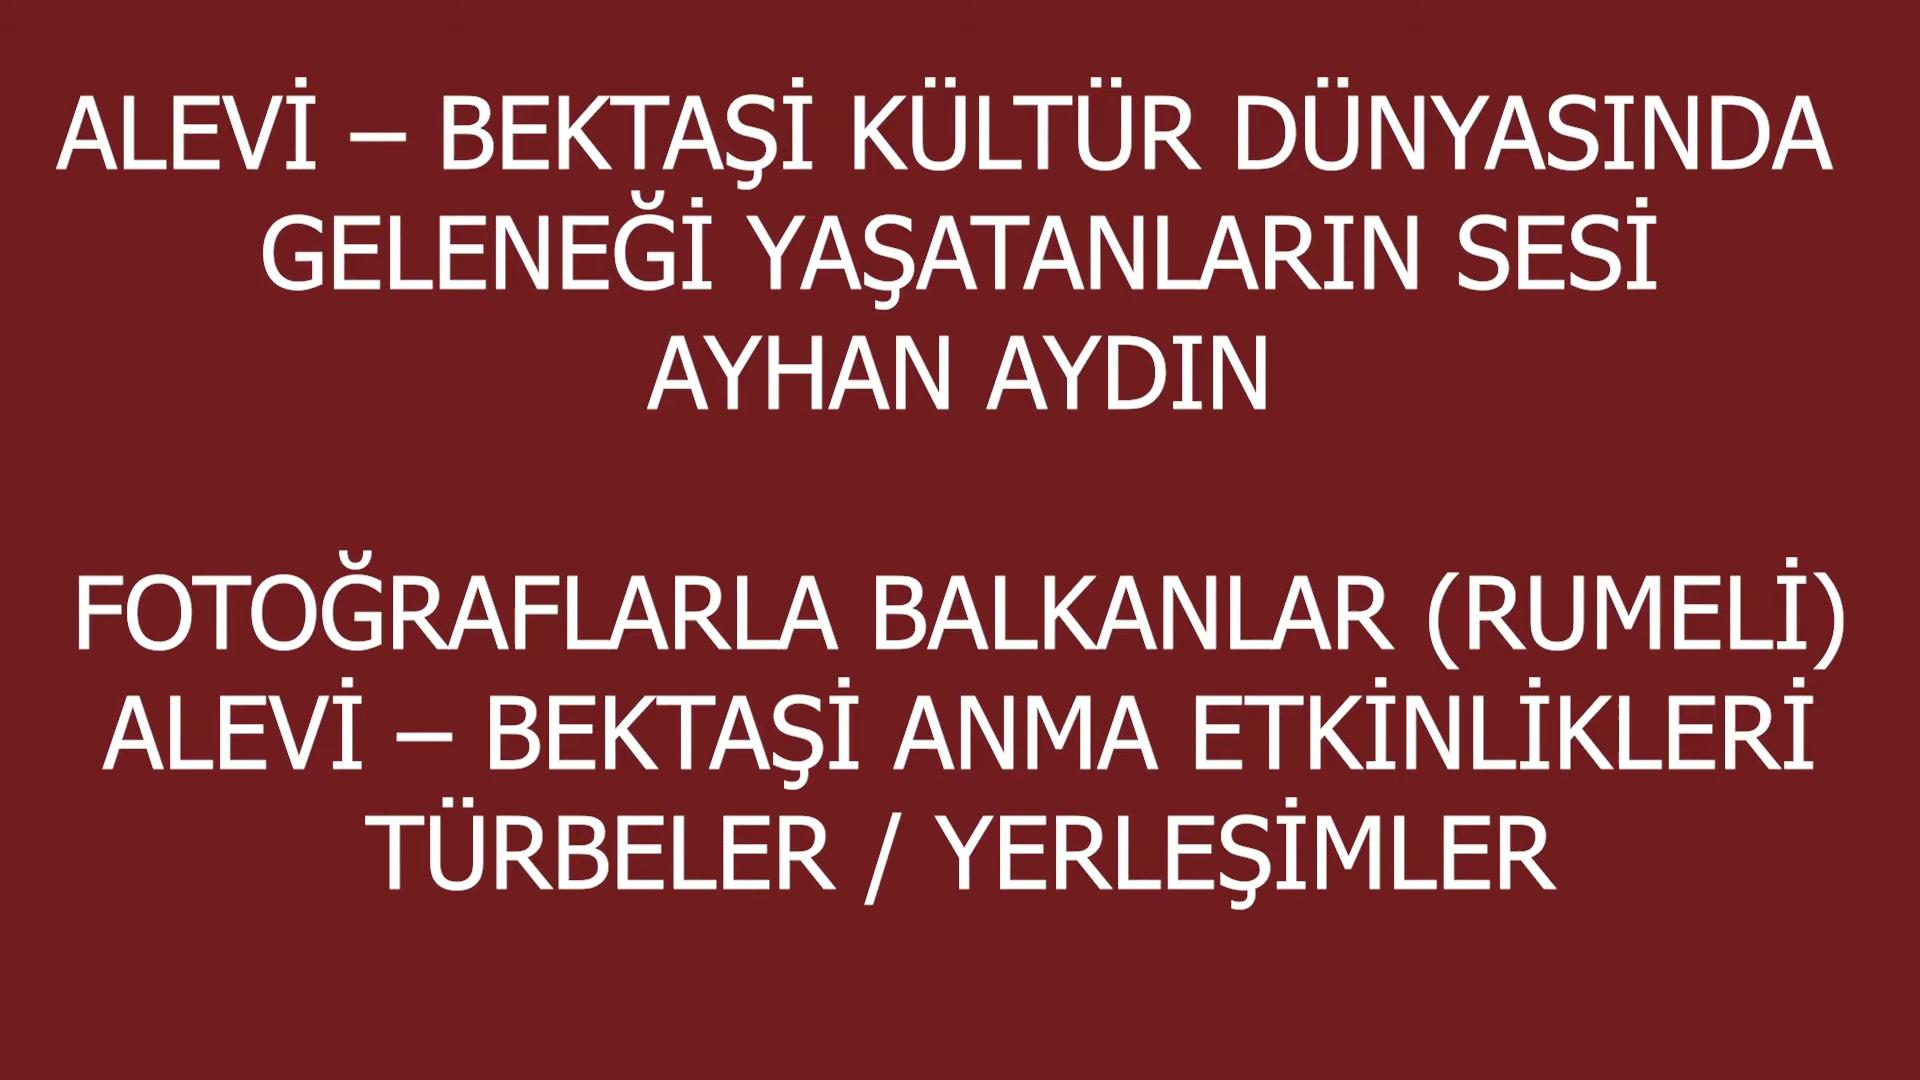 ALEVİ – BEKTAŞİ KÜLTÜR DÜNYASINDA
GELENEĞİ YAŞATANLARIN SESİ
AYHAN AYDIN
FOTOĞRAFLARLA BALKANLAR (RUMELİ)
ALEVİ – BEKTAŞİ ANMA ETKİNLİKLERİ
TÜRBELER / YERLEŞİMLER